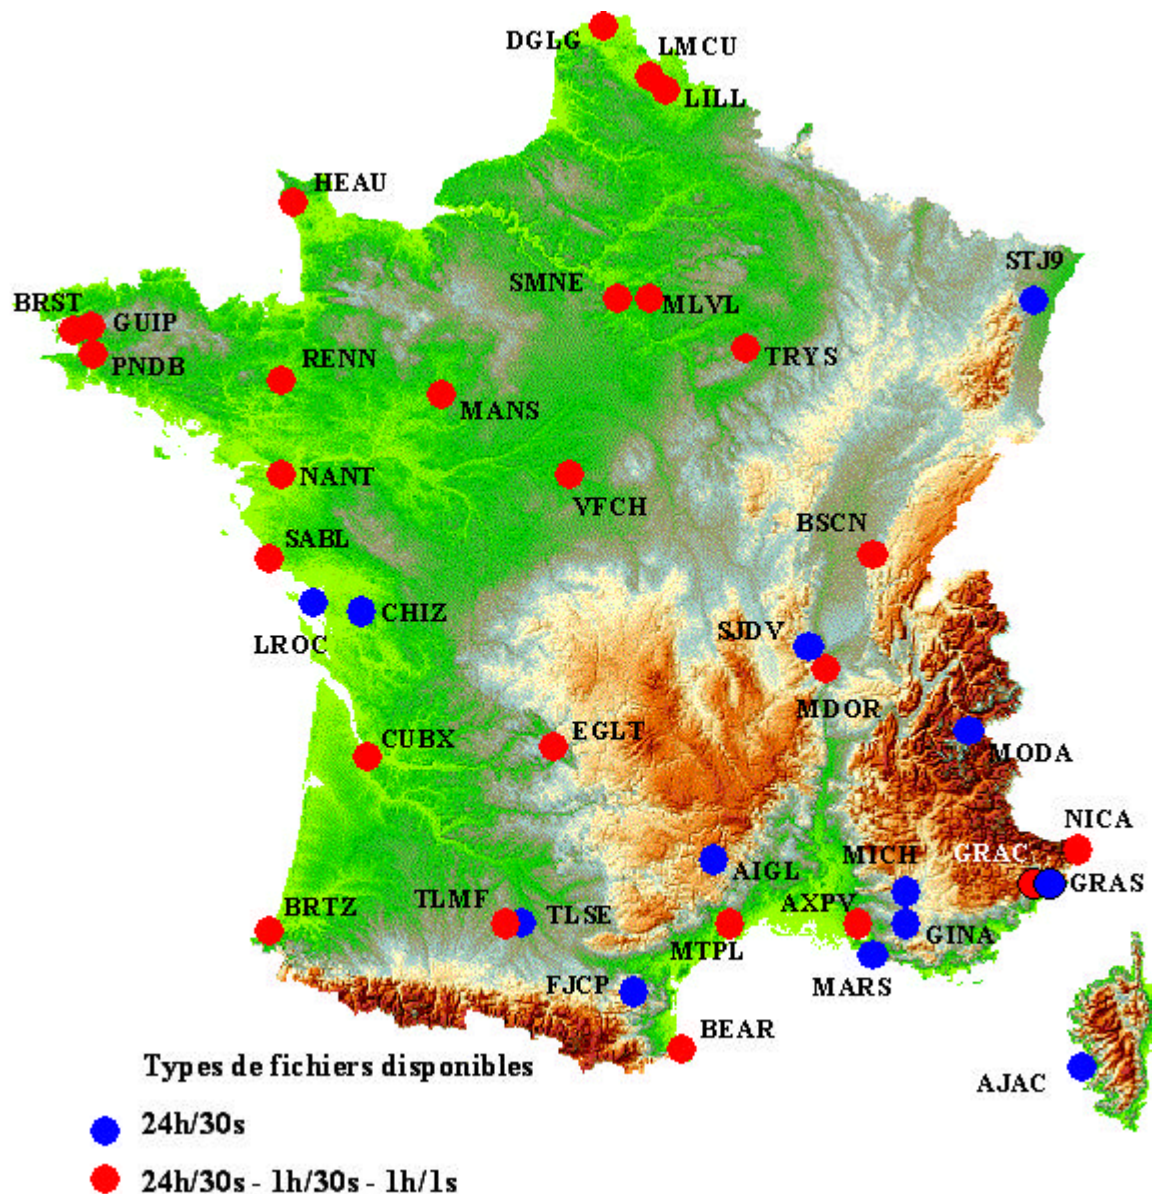 DGLG
LMCU
LILL
HEAU
STJ9
SMNE
MLVL
BRST
GUIP
PNDB
RENN
TRYS
MANS
NANT
VFCH
BSCN
SABL
CHIZ
LROC
SJDV
MDOR
CUBX
EGLT
MODA
NICA
MICH
GRAC
AIGL
GRAS
BRTZ
TLMF
TLSE
AXPV
MTPL
GINA
FJCP
MARS
BEAR
AJAC
Types de fichiers disponibles
24h/30s
24h/30s - 1h/30s - 1h/1s